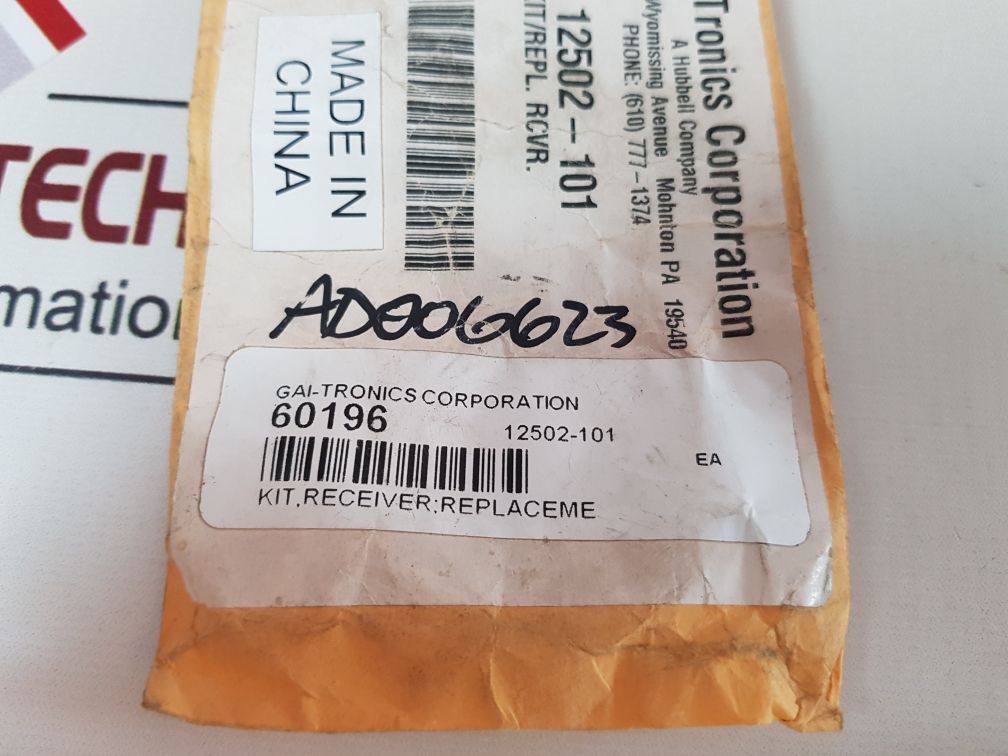 TECH
matio
Tronics Corporation
A Hubbell Company
Wyomissing Avenue Mohnton PA 19540
PHONE: (610) 777-1374
12502-101
KIT/REPL. RCVR.
MADE IN
CHINA
AD006623
GAI-TRONICS CORPORATION
60196
12502-101
EA
KIT,RECEIVER;REPLACEME